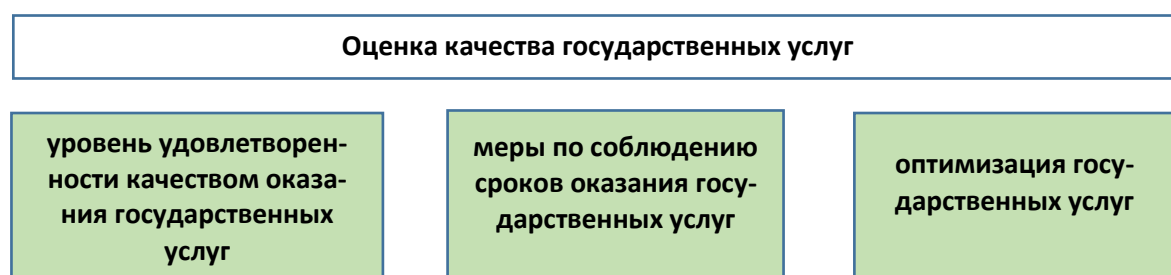 Оценка качества государственных услуг
уровень удовлетворен-
ности качеством оказа-
ния государственных
услуг
меры по соблюдению
сроков оказания госу-
дарственных услуг
оптимизация госу-
дарственных услуг